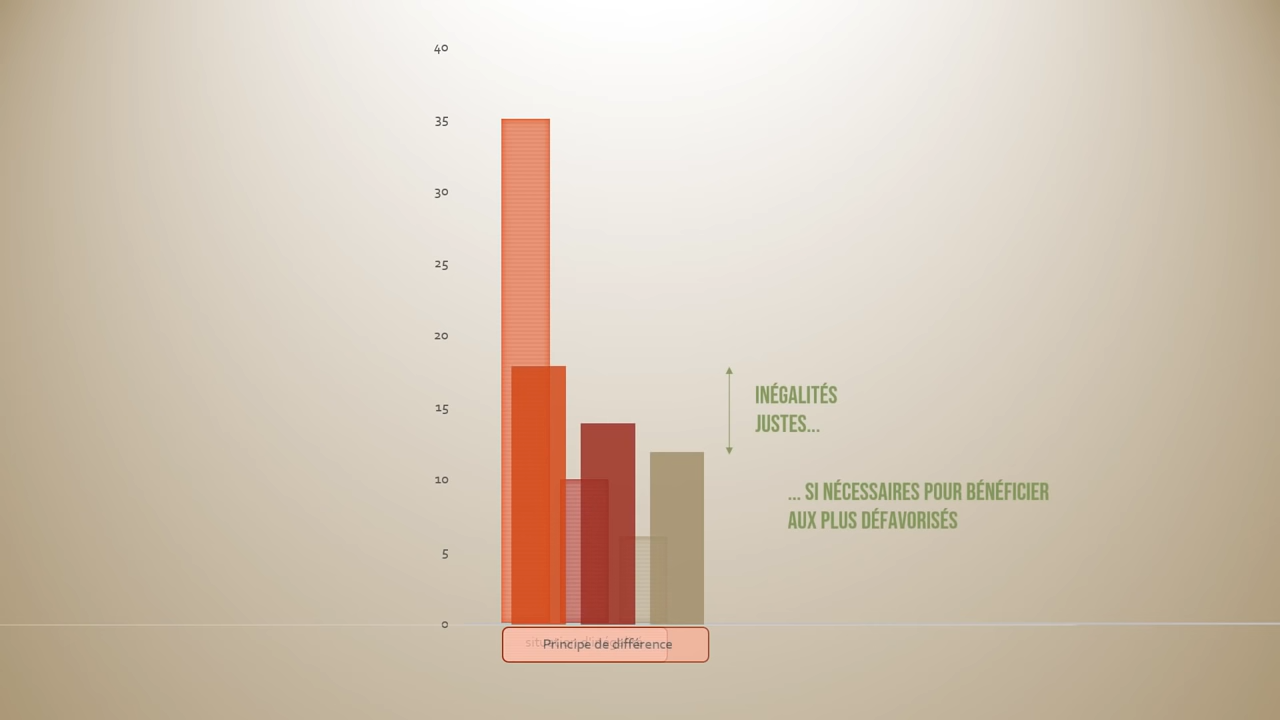 40
35
30
25
20
15
10
5
0
INÉGALITÉS
JUSTES...
... SI NÉCESSAIRES POUR BÉNÉFICIER
AUX PLUS DÉFAVORISÉS
Principe de différence